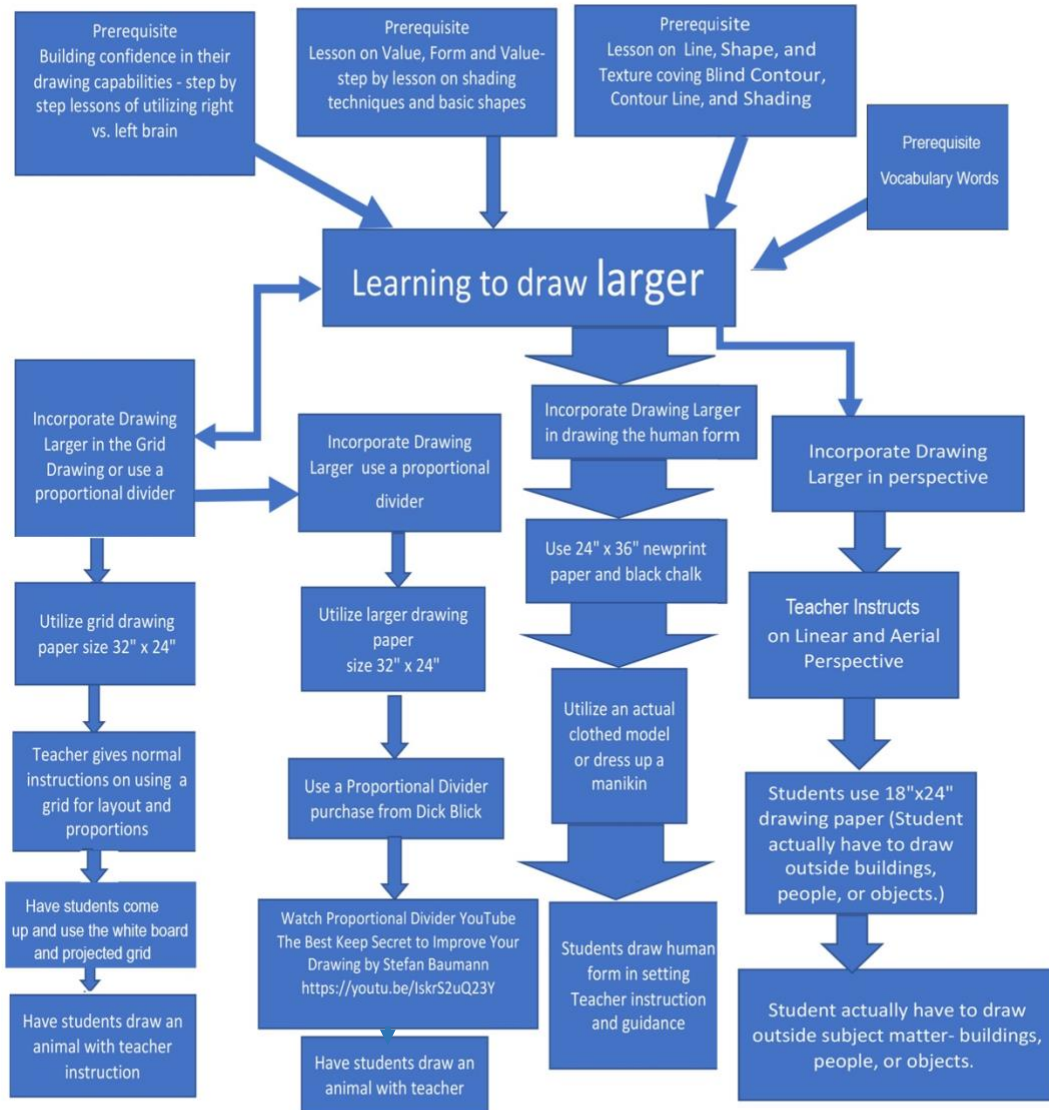 Prerequisite
Building confidence in their
drawing capabilities - step by
step lessons of utilizing right
vs. left brain
Prerequisite
Lesson on Value, Form and Value-
step by lesson on shading
techniques and basic shapes
Prerequisite
Lesson on Line, Shape, and
Texture coving Blind Contour,
Contour Line, and Shading
Prerequisite
Vocabulary Words
Learning to draw larger
Incorporate Drawing
Larger in the Grid
Drawing or use a
proportional divider
Utilize grid drawing
paper size 32" x 24"
Teacher gives normal
instructions on using a
grid for layout and
proportions
Have students come
up and use the white board
and projected grid
Have students draw an
animal with teacher
instruction
Incorporate Drawing
Larger use a proportional
divider
Utilize larger drawing
paper
size 32" x 24"
Use a Proportional Divider
purchase from Dick Blick
Watch Proportional Divider YouTube
The Best Keep Secret to Improve Your
Drawing by Stefan Baumann
https://youtu.be/IskrS2uQ23Y
Have students draw an
animal with teacher
Incorporate Drawing Larger
in drawing the human form
Use 24" x 36" newprint
paper and black chalk
Utilize an actual
clothed model
or dress up a
manikin
Students draw human
form in setting
Teacher instruction
and guidance
Incorporate Drawing
Larger in perspective
Teacher Instructs
on Linear and Aerial
Perspective
Students use 18"x24"
drawing paper (Student
actually have to draw
outside buildings,
people, or objects.)
Student actually have to draw
outside subject matter- buildings,
people, or objects.